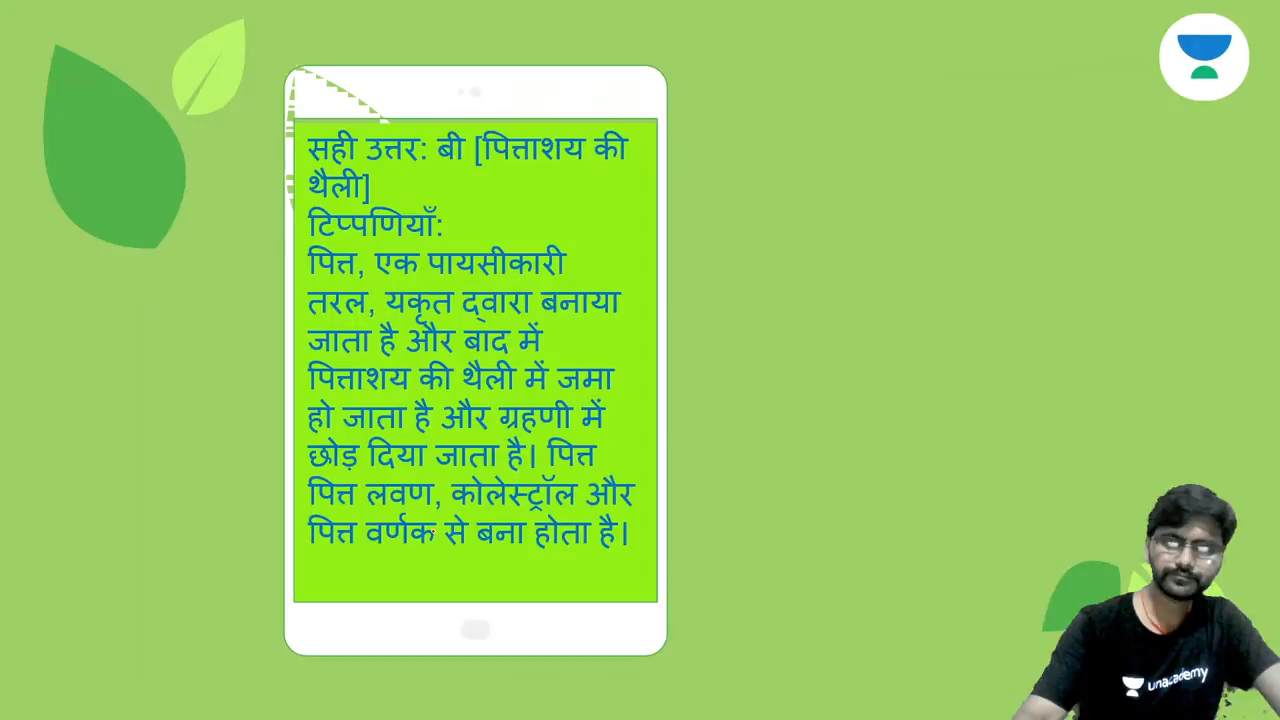 सही उत्तर: बी [पित्ताशय की
थैली]
टिप्पणियाँ:
पित्त, एक पायसीकारी
तरल, यकृत द्वारा बनाया
जाता है और बाद में
पित्ताशय की थैली में जमा
हो जाता है और ग्रहणी में
छोड़ दिया जाता है। पित्त
पित्त लवण, कोलेस्ट्रॉल और
पित्त वर्णक से बना होता है।
unacademy